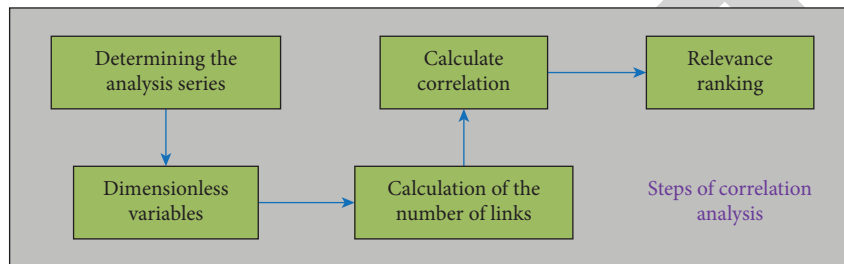 Determining the
analysis series
Dimensionless
variables
Calculation of the
number of links
Calculate
correlation
Relevance
ranking
Steps of correlation
analysis